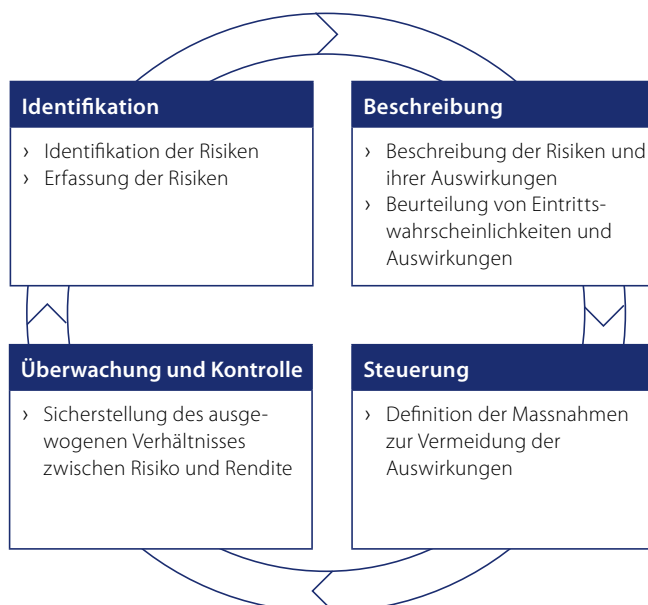 Identifikation
› Identifikation der Risiken
› Erfassung der Risiken
Beschreibung
› Beschreibung der Risiken und
ihrer Auswirkungen
› Beurteilung von Eintritts-
wahrscheinlichkeiten und
Auswirkungen
Überwachung und Kontrolle
› Sicherstellung des ausge-
wogenen Verhältnisses
zwischen Risiko und Rendite
Steuerung
› Definition der Massnahmen
zur Vermeidung der
Auswirkungen